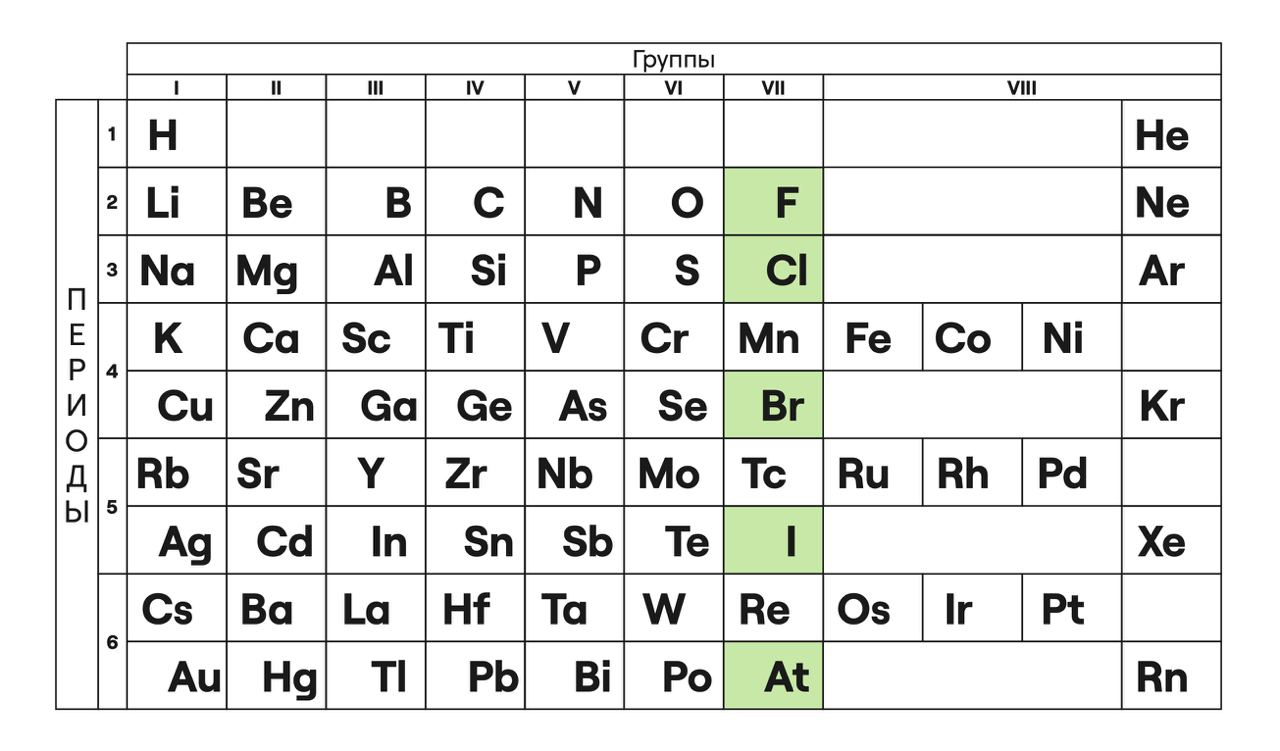 Группы
I II III IV V VI VII VIII
ПЕРИОДЫ
1 H He
2 Li Be B C N O F Ne
3 Na Mg Al Si P S Cl Ar
4 K Ca Sc Ti V Cr Mn Fe Co Ni
Cu Zn Ga Ge As Se Br Kr
5 Rb Sr Y Zr Nb Mo Tc Ru Rh Pd
Ag Cd In Sn Sb Te I Xe
6 Cs Ba La Hf Ta W Re Os Ir Pt
Au Hg Tl Pb Bi Po At Rn